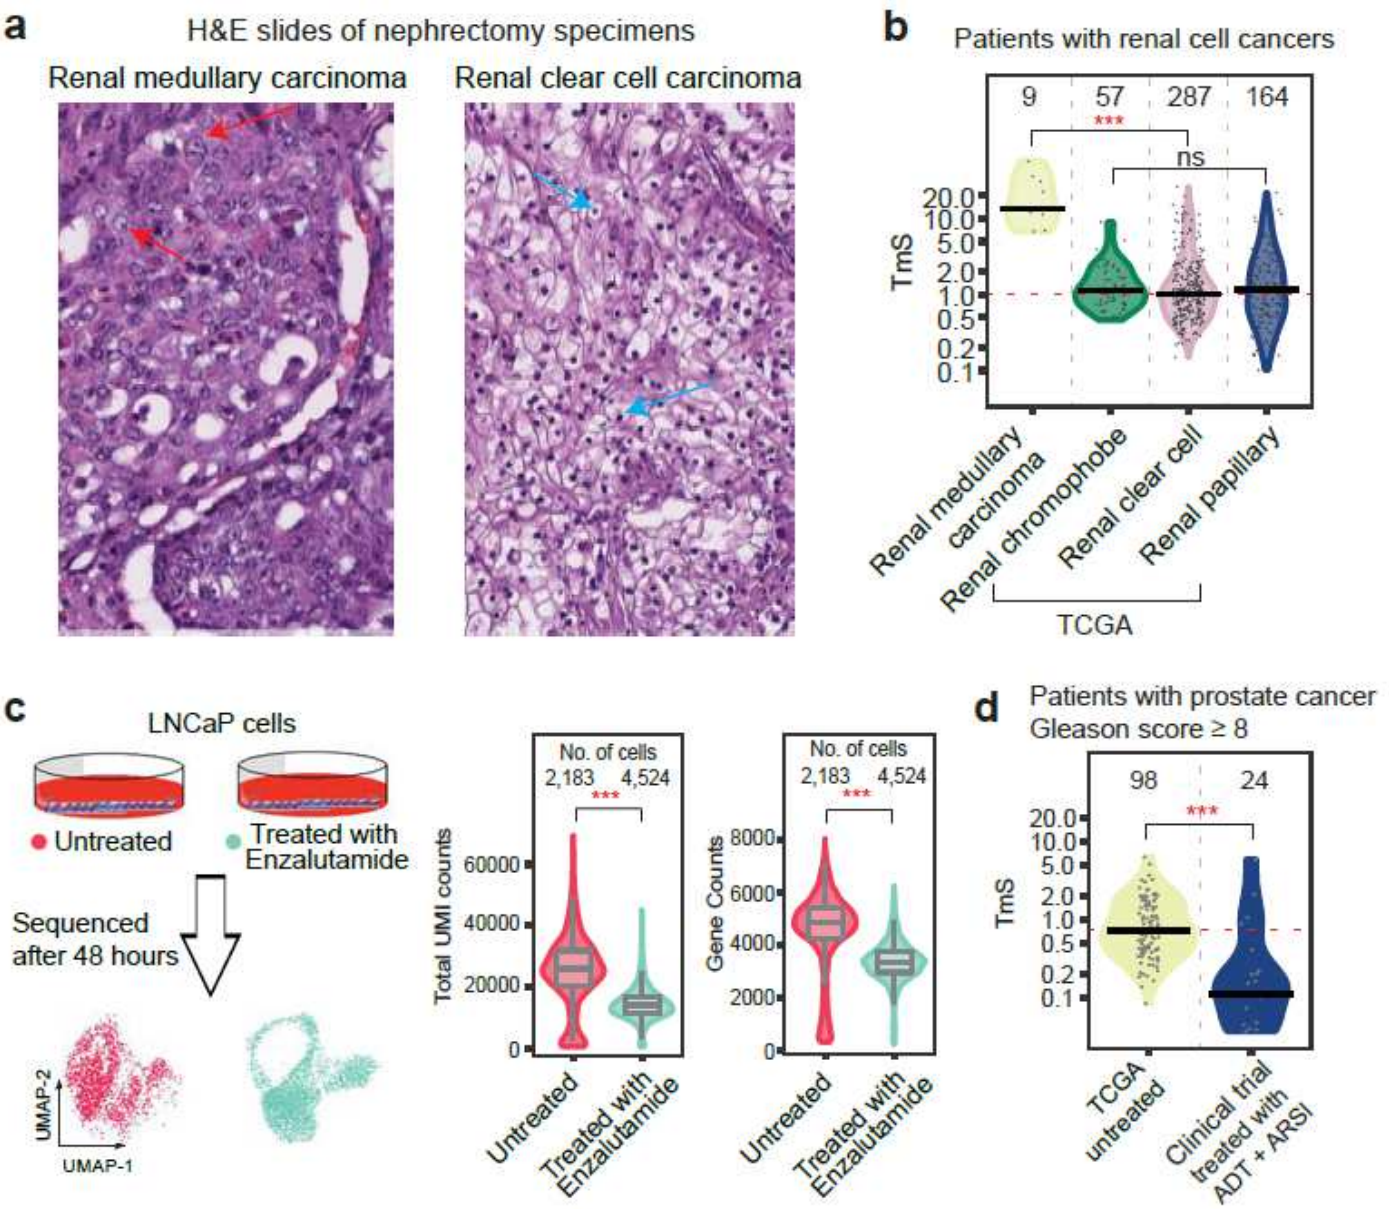 a
H&E slides of nephrectomy specimens
Renal medullary carcinoma
Renal clear cell carcinoma
b
Patients with renal cell cancers
9 57 287 164
***
ns
TmS
20.0
10.0
5.0
2.0
1.0
0.5
0.2
0.1
Renal medullary
carcinoma
Renal chromophobe
Renal clear cell
Renal papillary
TCGA
c
LNCaP cells
Untreated
Treated with
Enzalutamide
Sequenced
after 48 hours
UMAP-2
UMAP-1
No. of cells
2,183 4,524
***
Total UMI counts
60000
40000
20000
0
Untreated
Treated with
Enzalutamide
No. of cells
2,183 4,524
***
Gene Counts
8000
6000
4000
2000
0
Untreated
Treated with
Enzalutamide
d
Patients with prostate cancer
Gleason score ≥ 8
98 24
***
TmS
20.0
10.0
5.0
2.0
1.0
0.5
0.2
0.1
TCGA
untreated
Clinical trial
treated with
ADT + ARSI